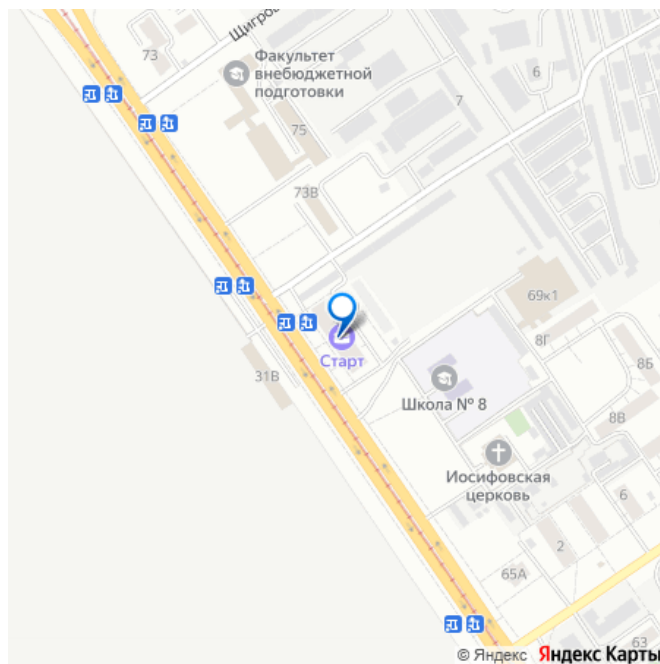 Щигров
73
Факультет
внебюджетной
подготовки
6
7
75
73В
69к1
8Г
Старт
31В
Школа № 8
8Б
8В
Иосифовская
церковь
6
2
65А
63
© Яндекс Яндекс Карты